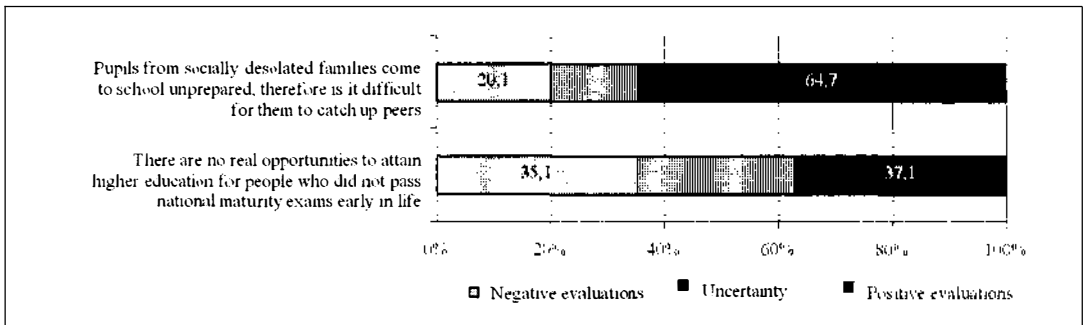 Pupils from socially desolated families come
to school unprepared, therefore is it difficult
for them to catch up peers
20,1
64,7
There are no real opportunities to attain
higher education for people who did not pass
national maturity exams early in life
35,1
37,1
0%
20%
40%
60%
80%
100%
Negative evaluations
Uncertainty
Positive evaluations